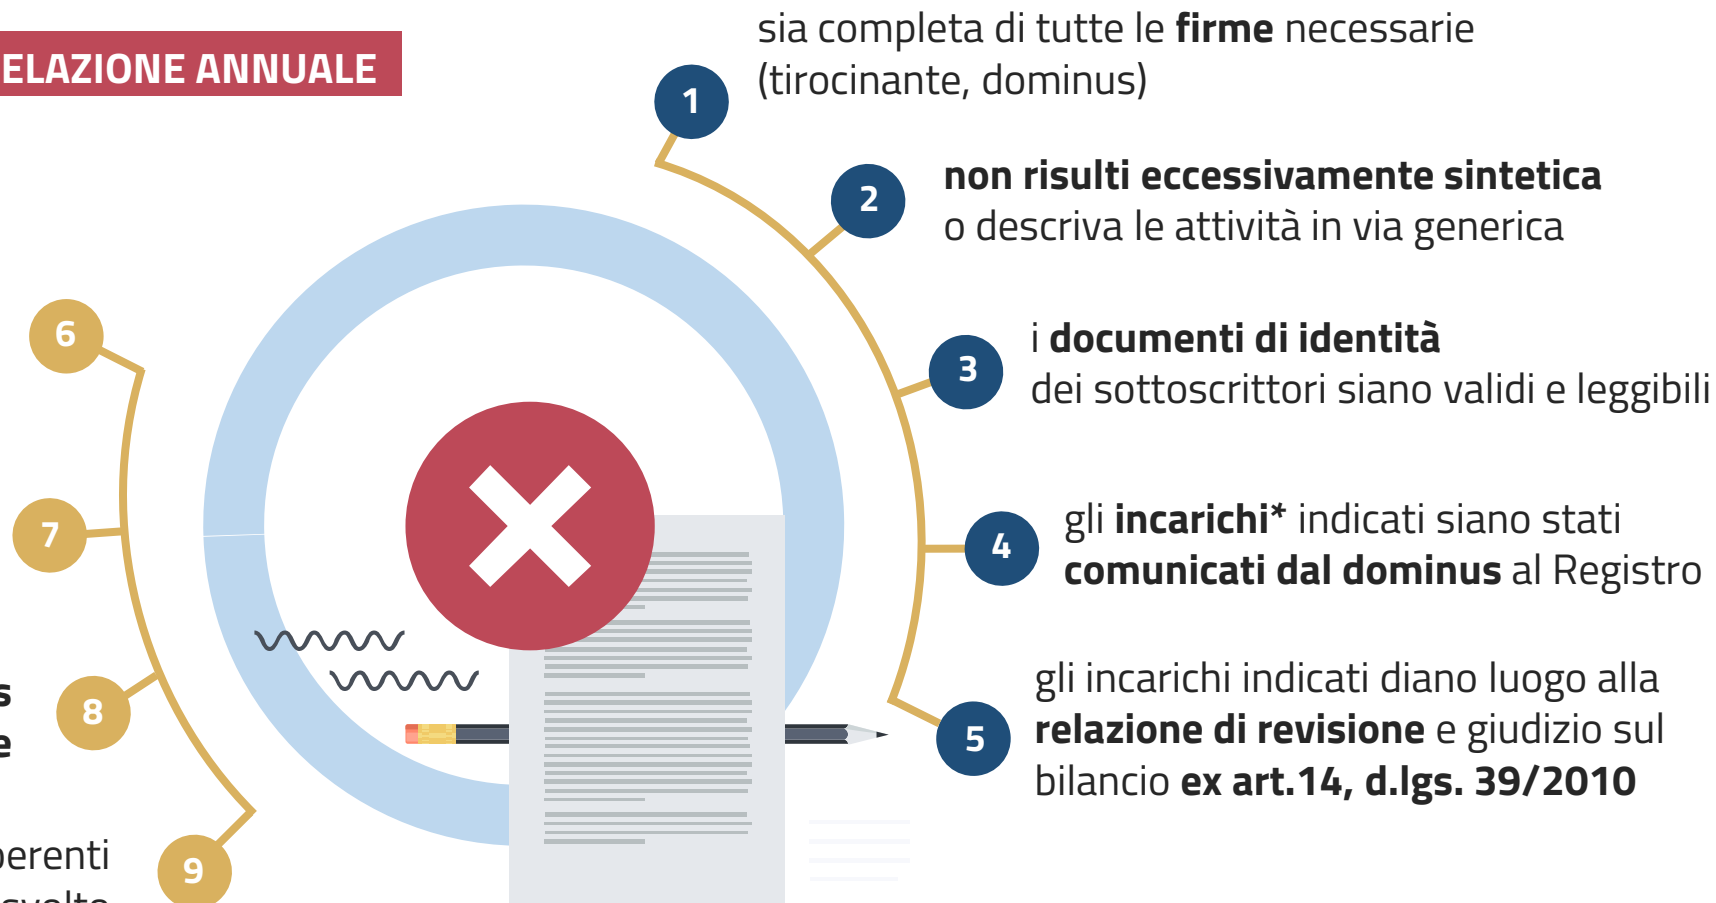 ELAZIONE ANNUALE
sia completa di tutte le firme necessarie
(tirocinante, dominus)
1
non risulti eccessivamente sintetica
o descriva le attività in via generica
2
i documenti di identità
dei sottoscrittori siano validi e leggibili
3
gli incarichi* indicati siano stati
comunicati dal dominus al Registro
4
gli incarichi indicati diano luogo alla
relazione di revisione e giudizio sul
bilancio ex art.14, d.lgs. 39/2010
5
6
7
s
e
8
perenti
svolto
9